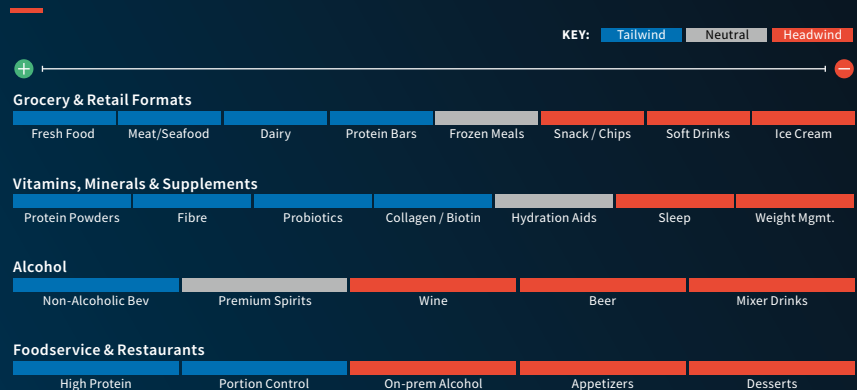 KEY: Tailwind Neutral Headwind
Grocery & Retail Formats
Fresh Food Meat/Seafood Dairy Protein Bars Frozen Meals Snack / Chips Soft Drinks Ice Cream
Vitamins, Minerals & Supplements
Protein Powders Fibre Probiotics Collagen / Biotin Hydration Aids Sleep Weight Mgmt.
Alcohol
Non-Alcoholic Bev Premium Spirits Wine Beer Mixer Drinks
Foodservice & Restaurants
High Protein Portion Control On-prem Alcohol Appetizers Desserts